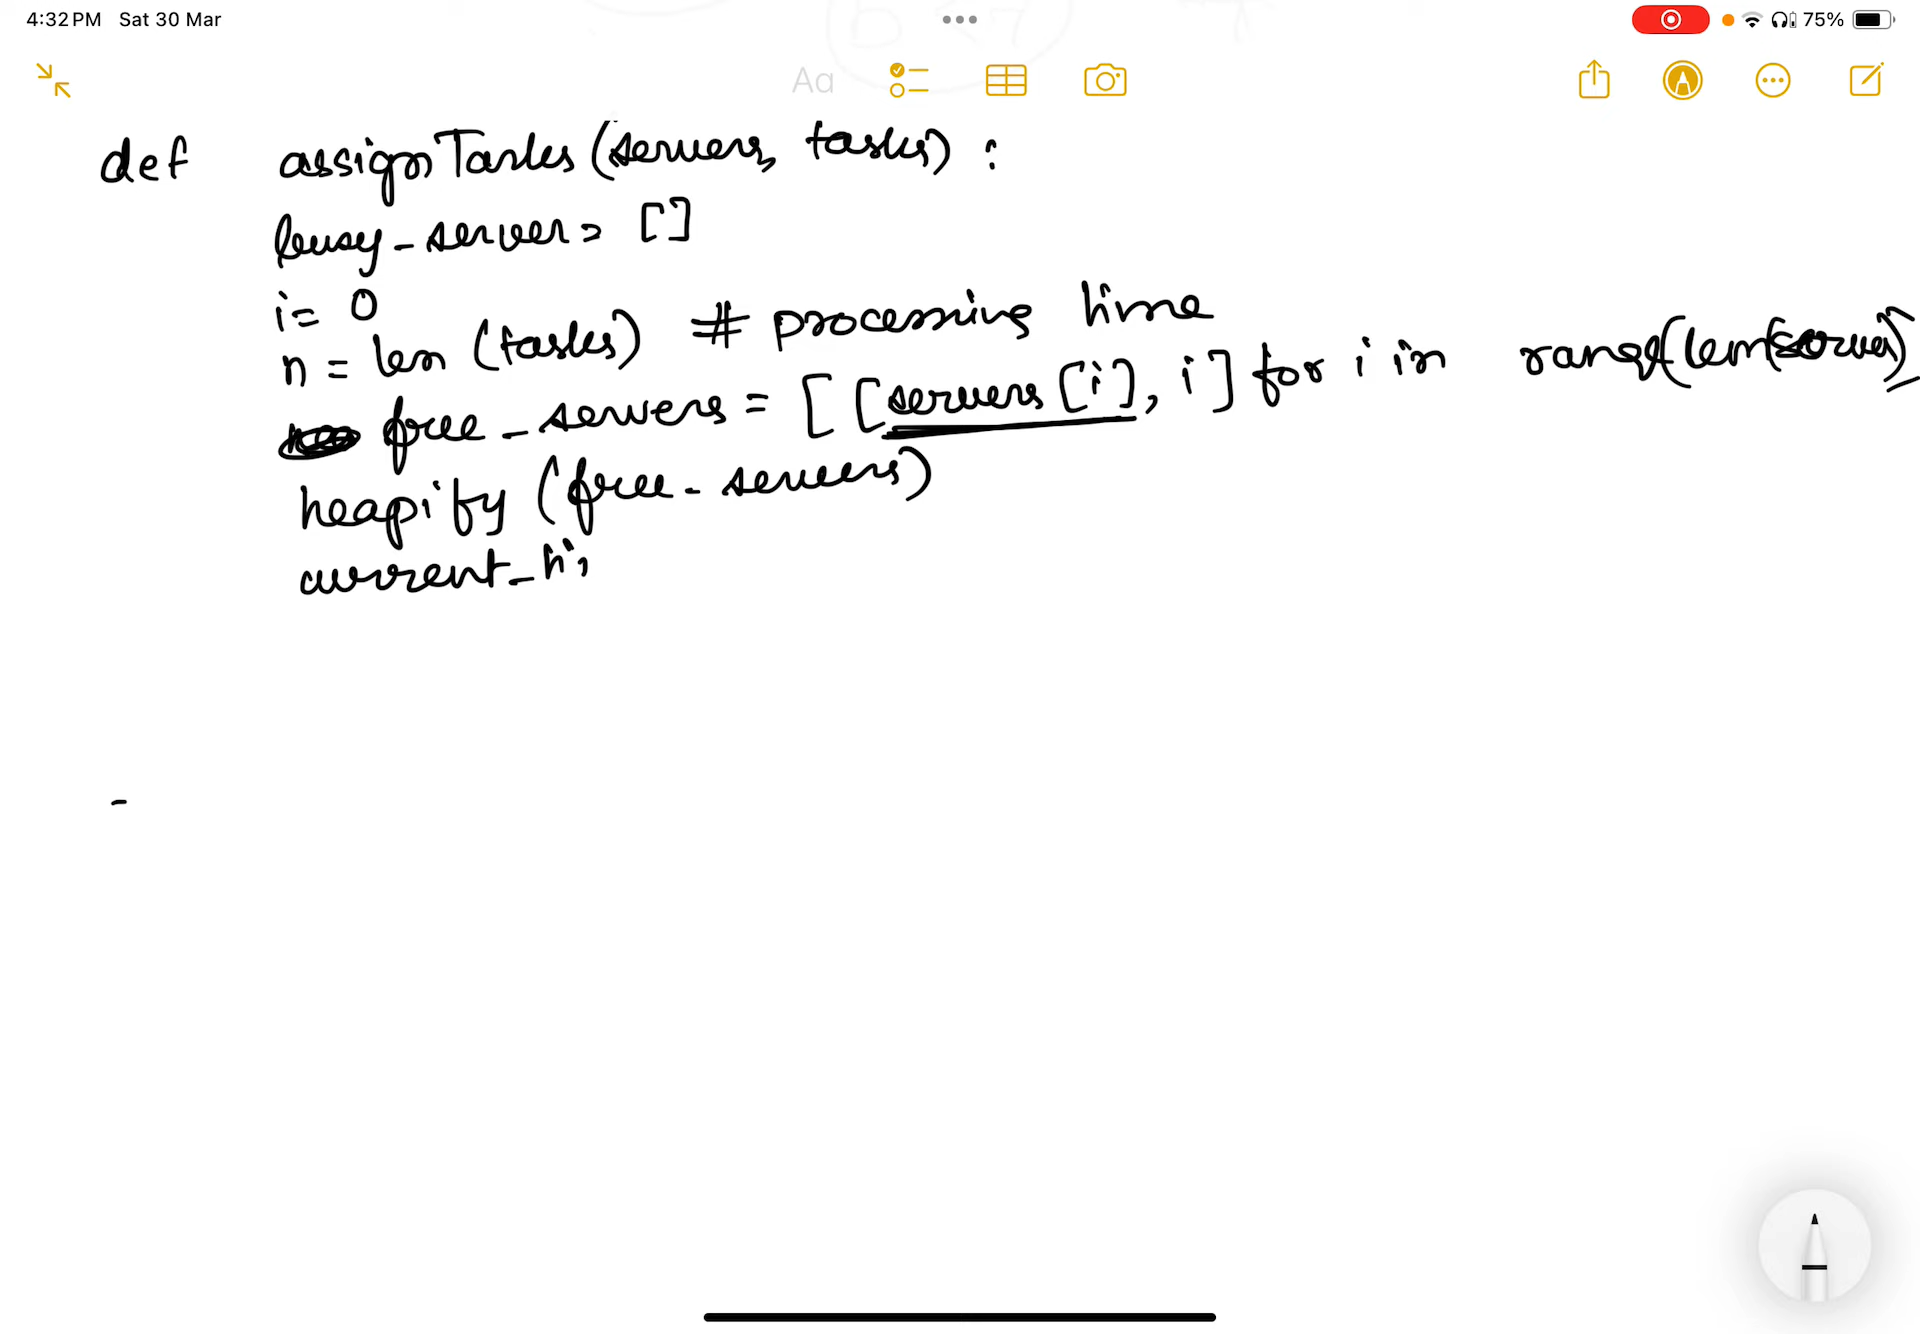 4:32 PM Sat 30 Mar
75%
Aa
def assignTasks (servers, tasks) :
busy_server = []
i = 0
n = len (tasks) # processing time
free_servers = [ [servers [i], i] for i in range(len(server))
heapify (free_servers)
current_ti